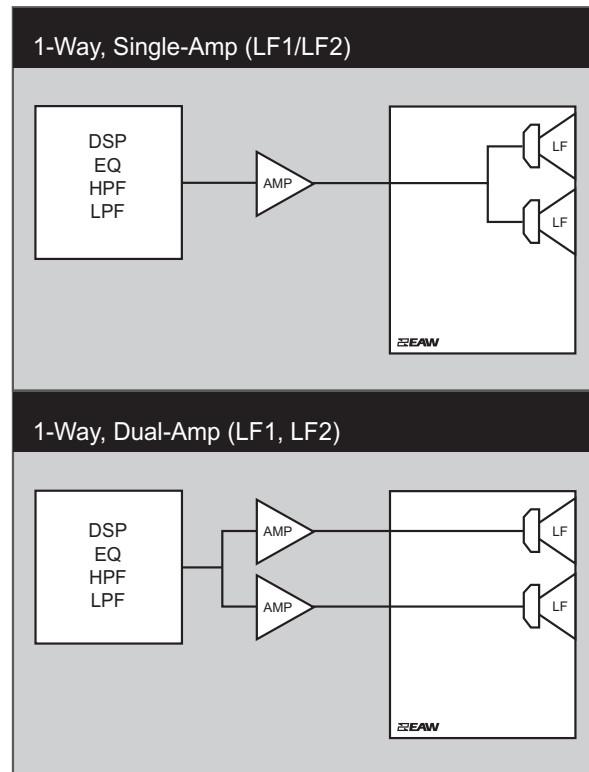 1-Way, Single-Amp (LF1/LF2)
DSP
EQ
HPF
LPF
AMP
LF
LF
EAW
1-Way, Dual-Amp (LF1, LF2)
DSP
EQ
HPF
LPF
AMP
AMP
LF
LF
EAW